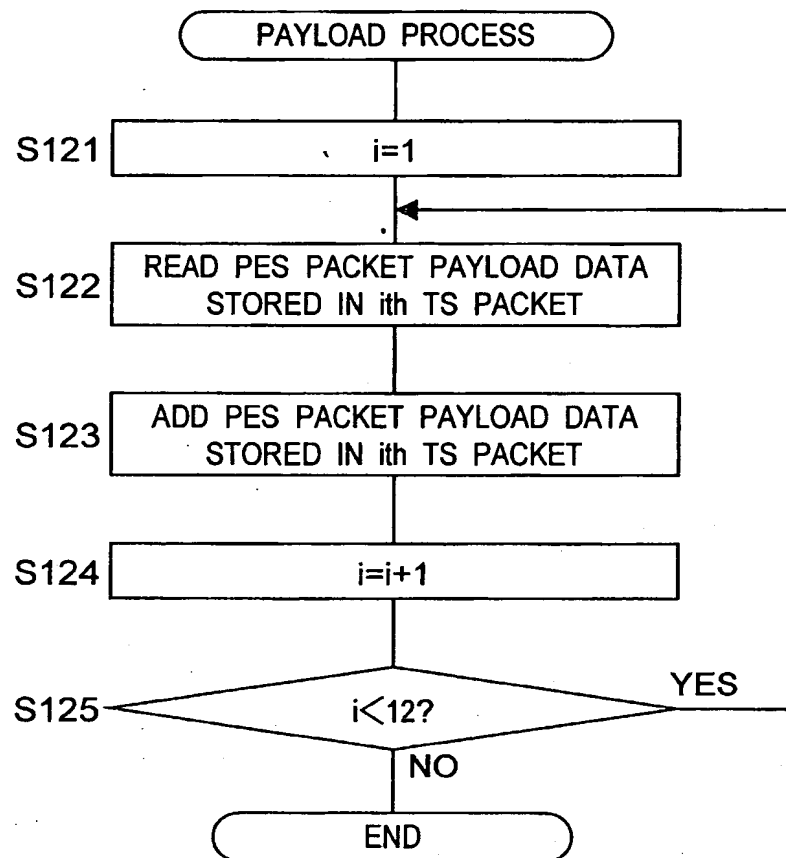 PAYLOAD PROCESS
S121
i=1
S122
READ PES PACKET PAYLOAD DATA
STORED IN ith TS PACKET
S123
ADD PES PACKET PAYLOAD DATA
STORED IN ith TS PACKET
S124
i=i+1
S125
i<12?
YES
NO
END